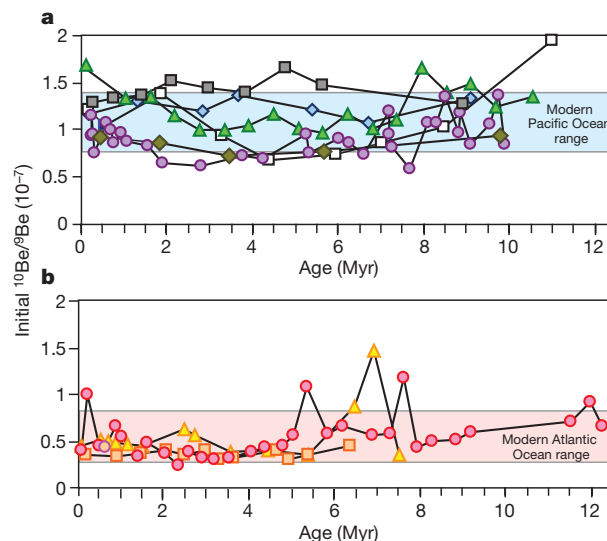 a
2
1.5
1
0.5
0
Modern
Pacific Ocean
range
0 2 4 6 8 10 12
Age (Myr)
Initial ¹⁰Be/⁹Be (10⁻⁷)
b
2
1.5
1
0.5
0
Modern Atlantic
Ocean range
0 2 4 6 8 10 12
Age (Myr)